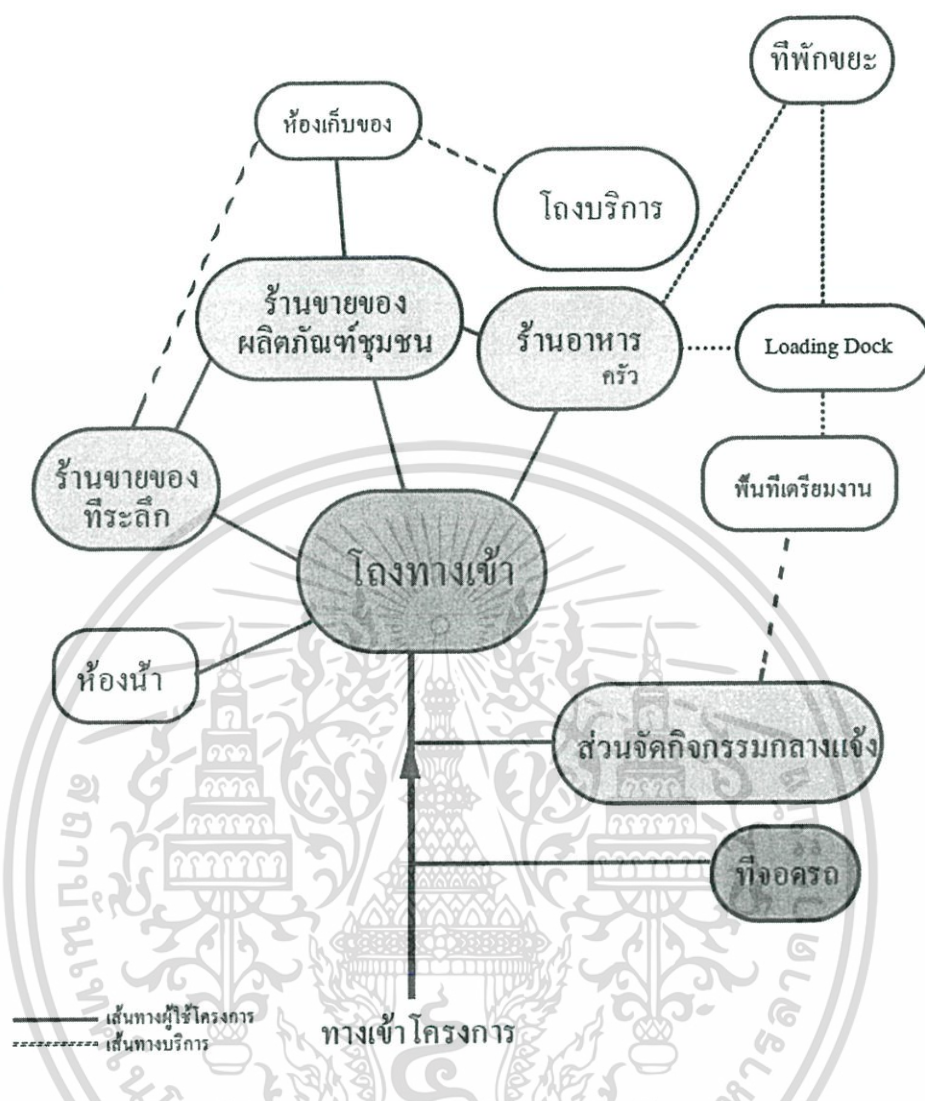 ที่พักขยะ
ห้องเก็บของ
โถงบริการ
ร้านขายของ
ผลิตภัณฑ์ชุมชน
ร้านอาหาร
ครัว
Loading Dock
ร้านขายของ
ที่ระลึก
พื้นที่เตรียมงาน
โถงทางเข้า
ห้องน้ำ
ส่วนจัดกิจกรรมกลางแจ้ง
ที่จอดรถ
เส้นทางผู้ใช้โครงการ
เส้นทางบริการ
ทางเข้าโครงการ